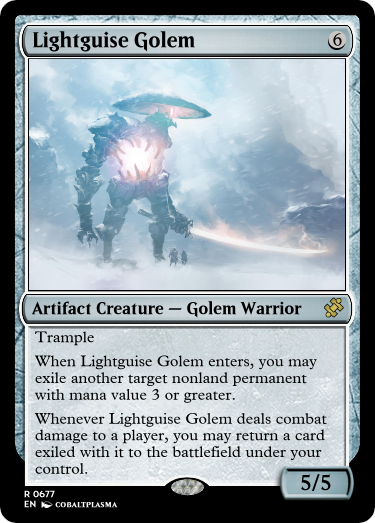 Lightguise Golem 6
Artifact Creature — Golem Warrior
Trample
When Lightguise Golem enters, you may
exile another target nonland permanent
with mana value 3 or greater.
Whenever Lightguise Golem deals combat
damage to a player, you may return a card
exiled with it to the battlefield under your
control.
5/5
R 0677
EN COBALTPLASMA